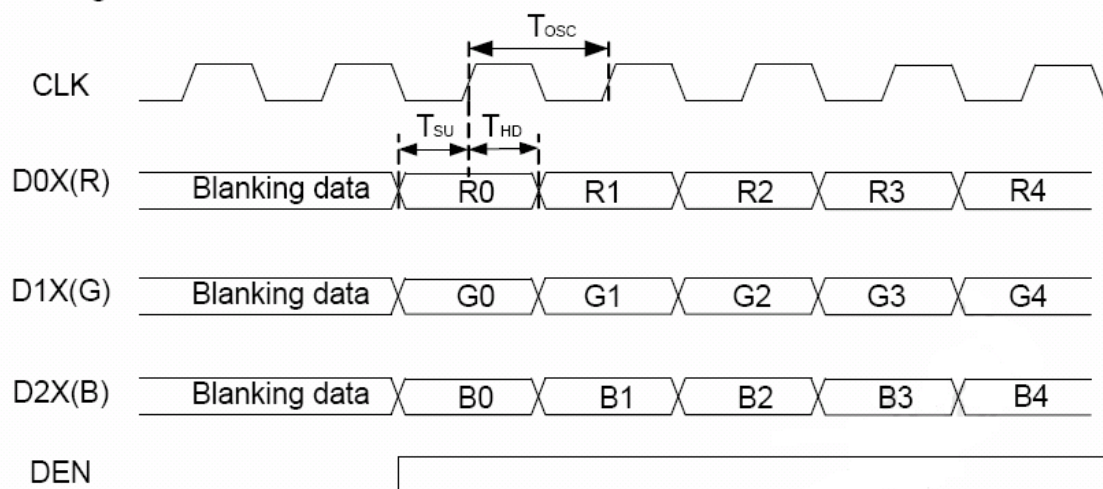 TOSC
CLK
TSU THD
D0X(R) Blanking data R0 R1 R2 R3 R4
D1X(G) Blanking data G0 G1 G2 G3 G4
D2X(B) Blanking data B0 B1 B2 B3 B4
DEN